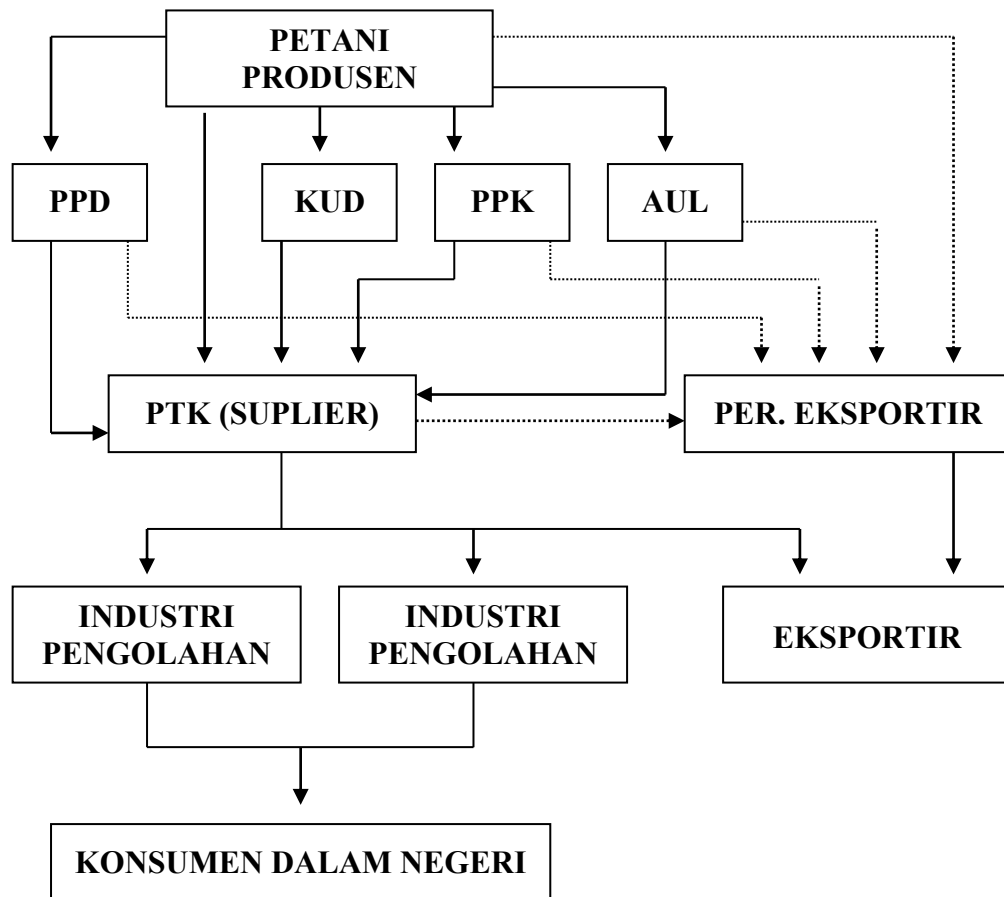 PETANI
PRODUSEN
PPD
KUD
PPK
AUL
PTK (SUPLIER)
PER. EKSPORTIR
INDUSTRI
PENGOLAHAN
INDUSTRI
PENGOLAHAN
EKSPORTIR
KONSUMEN DALAM NEGERI